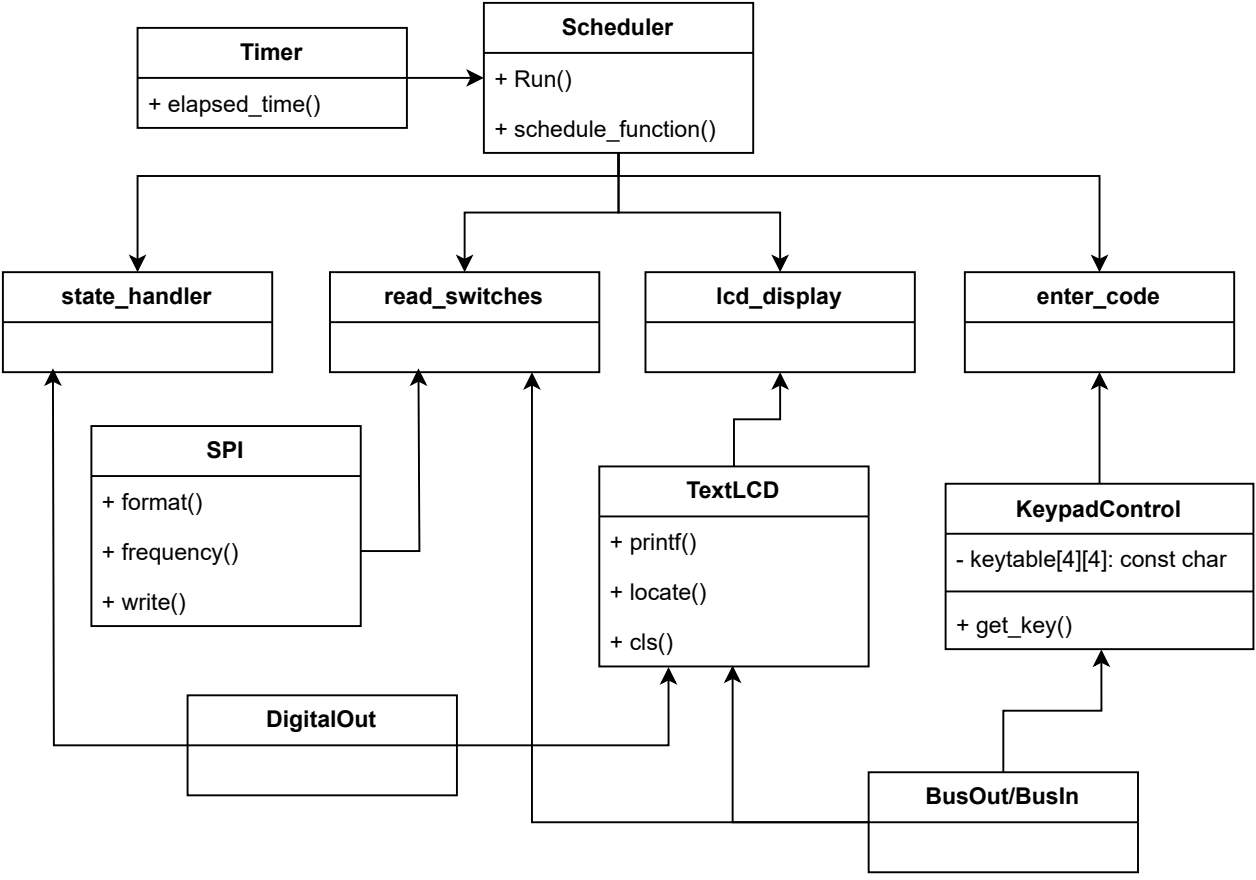 Scheduler
+ Run()
+ schedule_function()
Timer
+ elapsed_time()
state_handler
read_switches
lcd_display
enter_code
SPI
+ format()
+ frequency()
+ write()
TextLCD
+ printf()
+ locate()
+ cls()
KeypadControl
- keytable[4][4]: const char
+ get_key()
DigitalOut
BusOut/BusIn